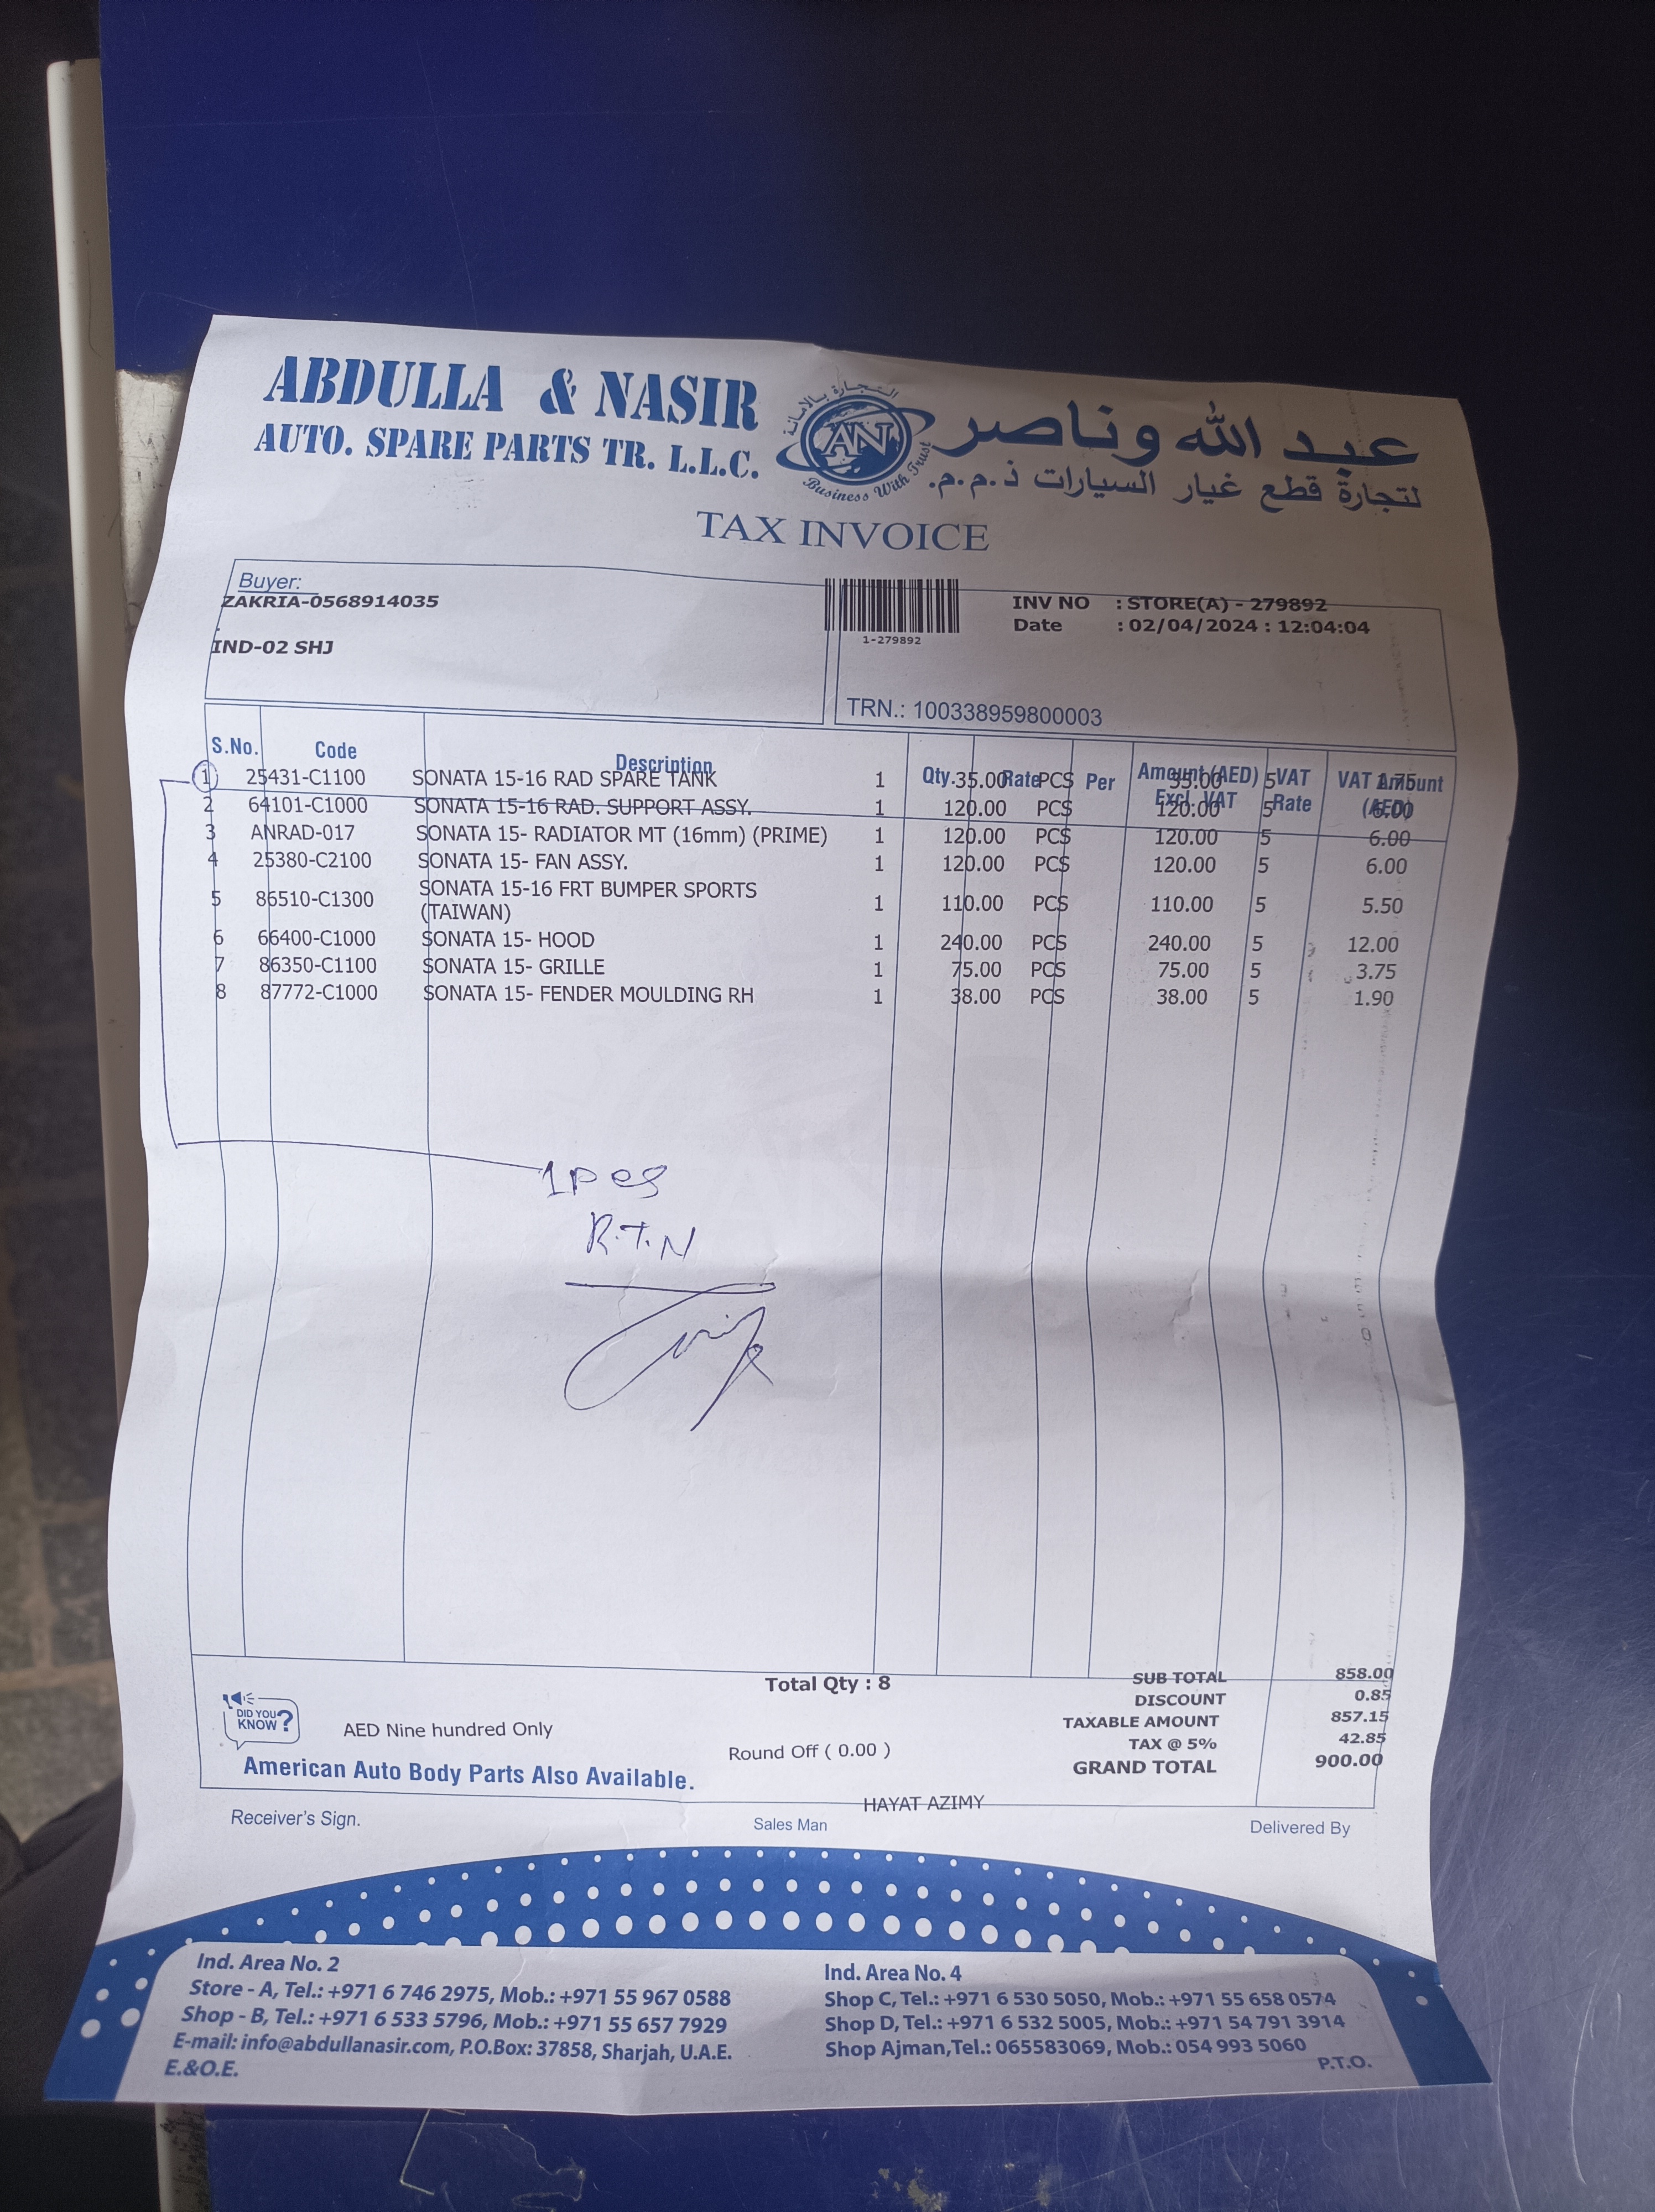 ABDULLA & NASIR
AUTO. SPARE PARTS TR. L.L.C.
عبد الله وناصر
لتجارة قطع غيار السيارات ذ.م.م.
التجارة بالأمانة
AN
Business With Trust
TAX INVOICE
Buyer:
ZAKRIA-0568914035
.
IND-02 SHJ
1-279892
INV NO : STORE(A) - 279892
Date : 02/04/2024 : 12:04:04
TRN.: 100338959800003
S.No. Code Description Qty. Rate Per Amount (AED) Excl. VAT VAT Rate VAT Amount (AED)
1 25431-C1100 SONATA 15-16 RAD SPARE TANK 1 35.00 PCS 35.00 5 1.75
2 64101-C1000 SONATA 15-16 RAD. SUPPORT ASSY. 1 120.00 PCS 120.00 5 6.00
3 ANRAD-017 SONATA 15- RADIATOR MT (16mm) (PRIME) 1 120.00 PCS 120.00 5 6.00
4 25380-C2100 SONATA 15- FAN ASSY. 1 120.00 PCS 120.00 5 6.00
5 86510-C1300 SONATA 15-16 FRT BUMPER SPORTS
(TAIWAN) 1 110.00 PCS 110.00 5 5.50
6 66400-C1000 SONATA 15- HOOD 1 240.00 PCS 240.00 5 12.00
7 86350-C1100 SONATA 15- GRILLE 1 75.00 PCS 75.00 5 3.75
8 87772-C1000 SONATA 15- FENDER MOULDING RH 1 38.00 PCS 38.00 5 1.90
1 pes
R.T.N
Total Qty : 8
SUB TOTAL 858.00
DISCOUNT 0.85
TAXABLE AMOUNT 857.15
TAX @ 5% 42.85
GRAND TOTAL 900.00
DID YOU
KNOW?
AED Nine hundred Only
Round Off ( 0.00 )
American Auto Body Parts Also Available.
HAYAT AZIMY
Receiver's Sign. Sales Man Delivered By
Ind. Area No. 2
Store - A, Tel.: +971 6 746 2975, Mob.: +971 55 967 0588
Shop - B, Tel.: +971 6 533 5796, Mob.: +971 55 657 7929
E-mail: info@abdullanasir.com, P.O.Box: 37858, Sharjah, U.A.E.
E.&O.E.
Ind. Area No. 4
Shop C, Tel.: +971 6 530 5050, Mob.: +971 55 658 0574
Shop D, Tel.: +971 6 532 5005, Mob.: +971 54 791 3914
Shop Ajman,Tel.: 065583069, Mob.: 054 993 5060
P.T.O.